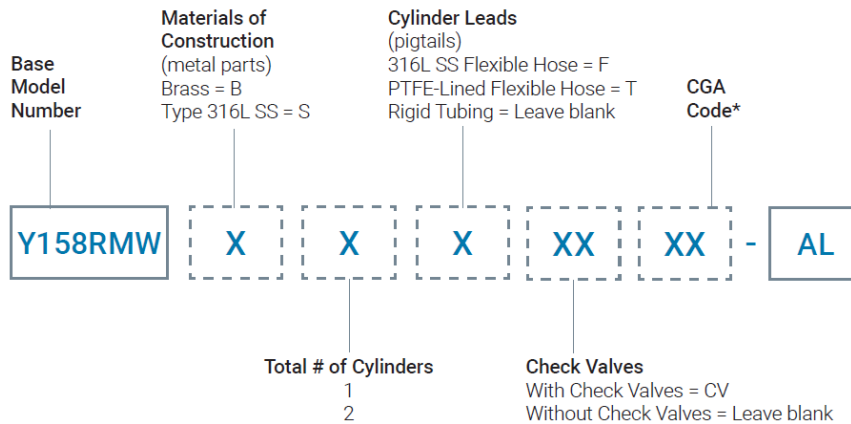 Base
Model
Number
Materials of
Construction
(metal parts)
Brass = B
Type 316L SS = S
Cylinder Leads
(pigtails)
316L SS Flexible Hose = F
PTFE-Lined Flexible Hose = T
Rigid Tubing = Leave blank
CGA
Code*
Y158RMW X X X XX XX - AL
Total # of Cylinders
1
2
Check Valves
With Check Valves = CV
Without Check Valves = Leave blank